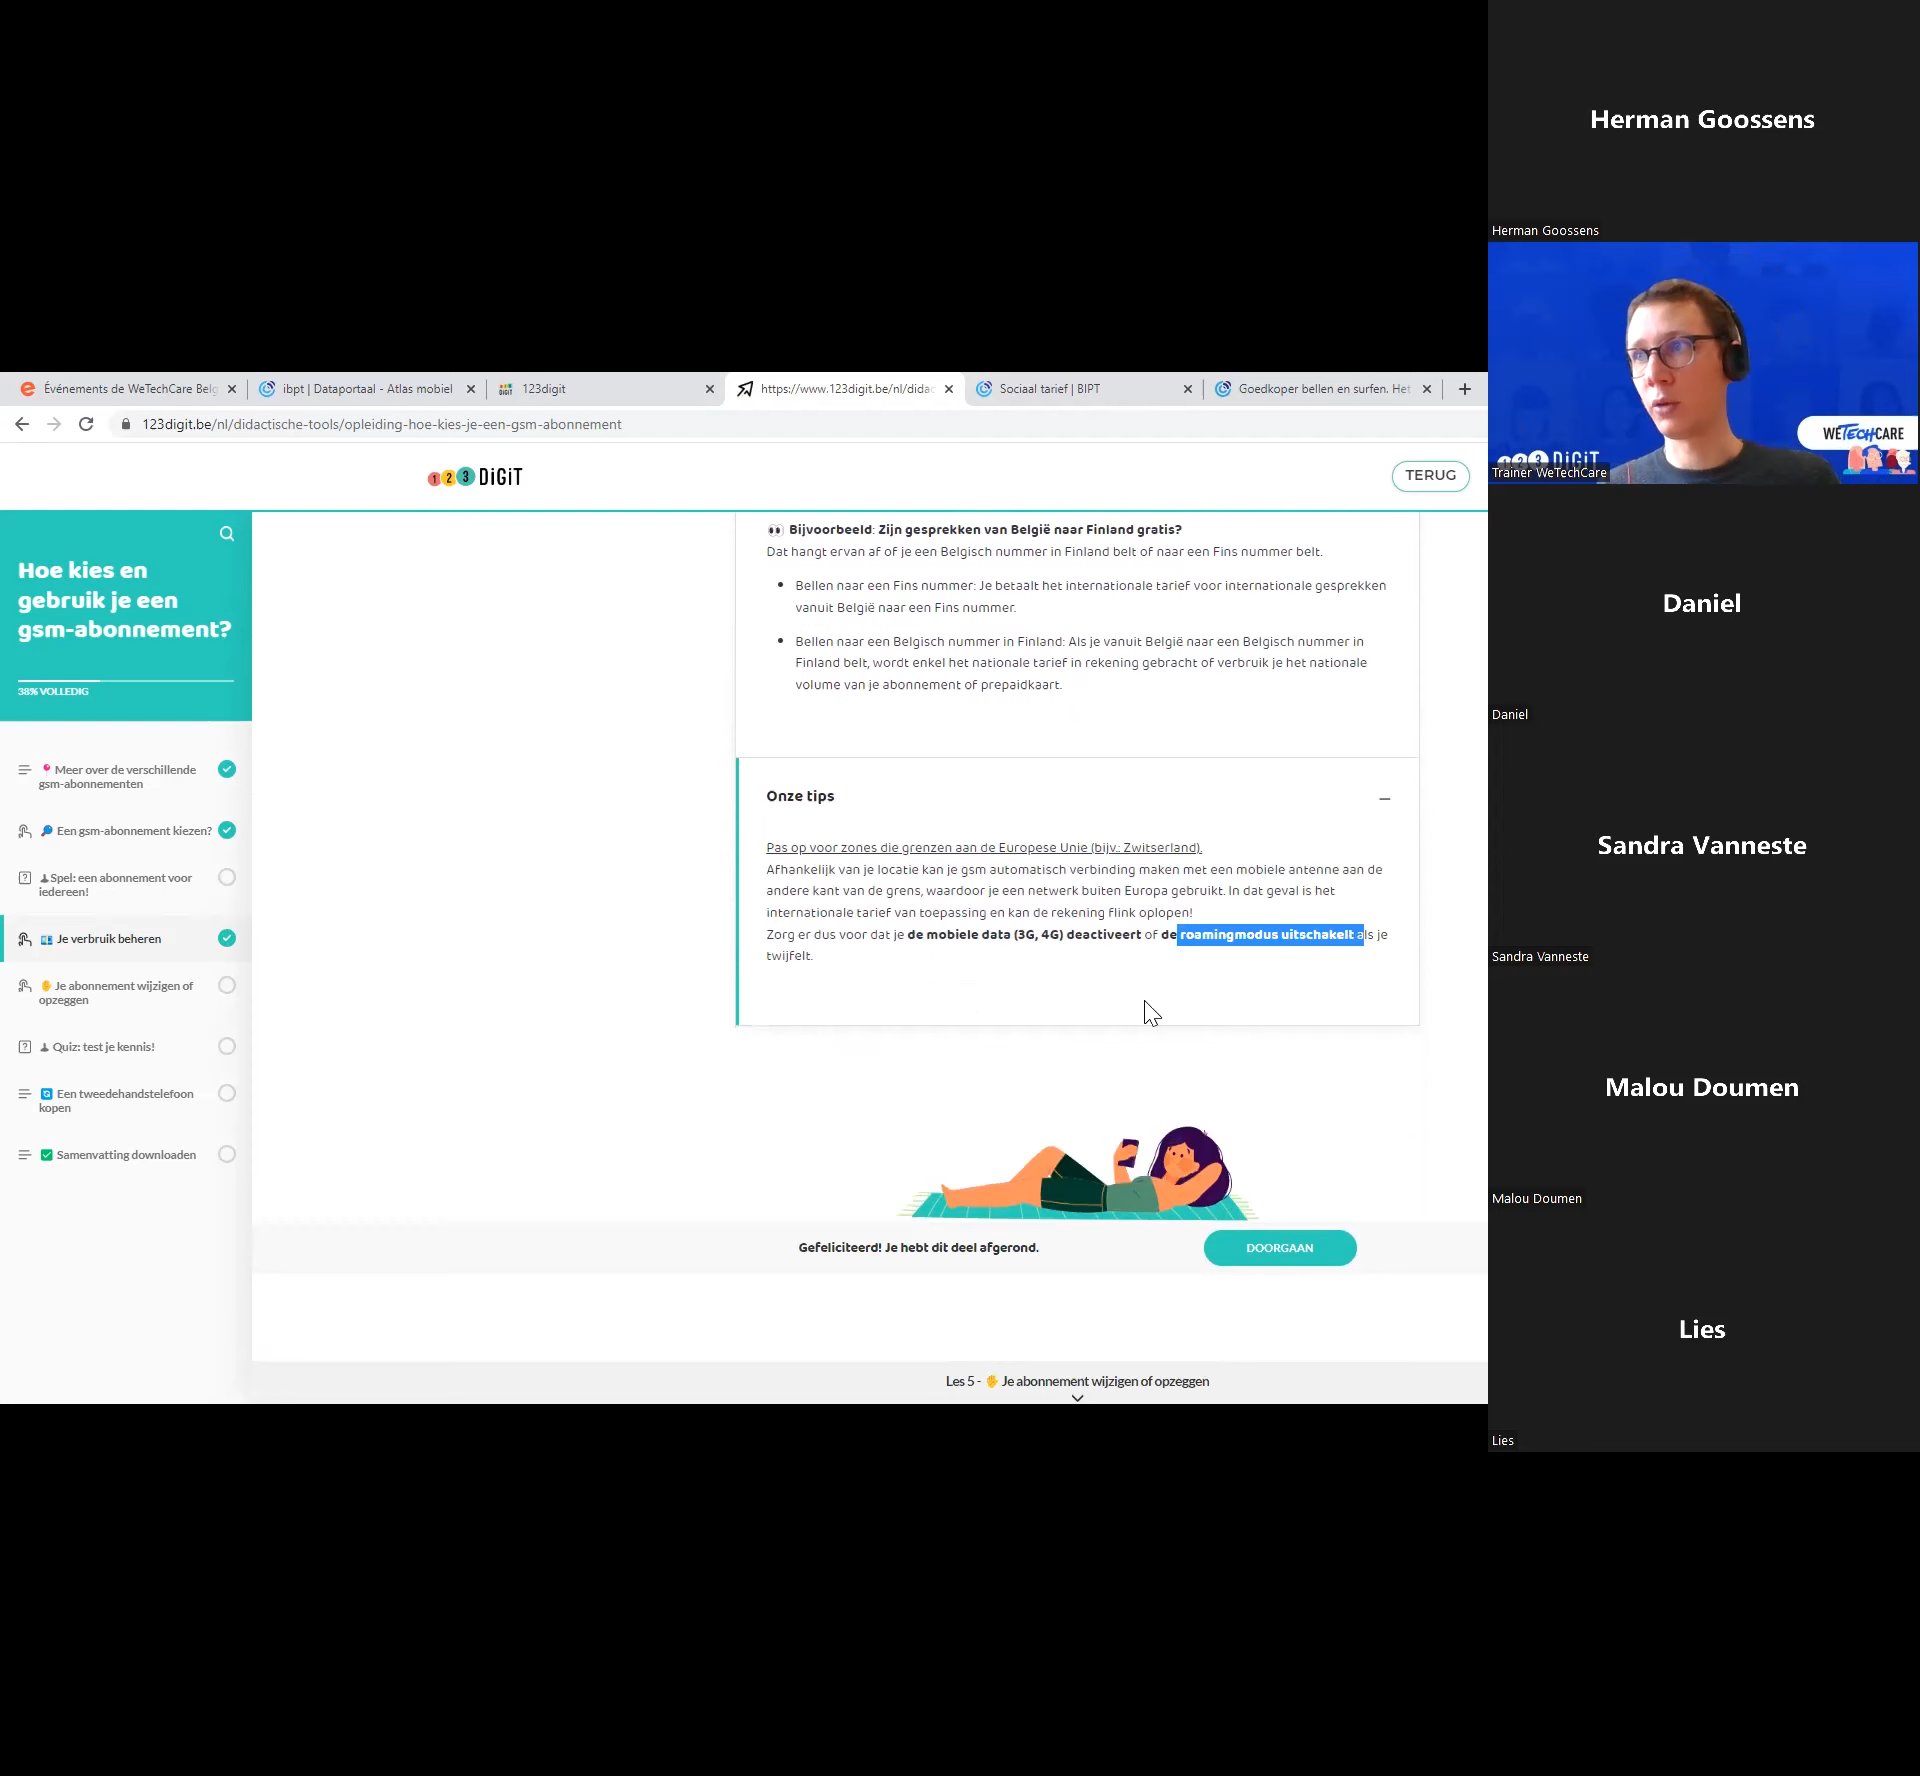 Événements de WeTechCare Belg
ibpt | Dataportaal - Atlas mobiel
123digit
https://www.123digit.be/nl/didac
Sociaal tarief | BIPT
Goedkoper bellen en surfen. Het
123digit.be/nl/didactische-tools/opleiding-hoe-kies-je-een-gsm-abonnement
1 2 3 DiGiT
TERUG
Hoe kies en
gebruik je een
gsm-abonnement?
38% VOLLEDIG
Meer over de verschillende
gsm-abonnementen
Een gsm-abonnement kiezen?
Spel: een abonnement voor
iedereen!
Je verbruik beheren
Je abonnement wijzigen of
opzeggen
Quiz: test je kennis!
Een tweedehandstelefoon
kopen
Samenvatting downloaden
Bijvoorbeeld: Zijn gesprekken van België naar Finland gratis?
Dat hangt ervan af of je een Belgisch nummer in Finland belt of naar een Fins nummer belt.
Bellen naar een Fins nummer: Je betaalt het internationale tarief voor internationale gesprekken
vanuit België naar een Fins nummer.
Bellen naar een Belgisch nummer in Finland: Als je vanuit België naar een Belgisch nummer in
Finland belt, wordt enkel het nationale tarief in rekening gebracht of verbruik je het nationale
volume van je abonnement of prepaidkaart.
Onze tips
Pas op voor zones die grenzen aan de Europese Unie (bijv.: Zwitserland).
Afhankelijk van je locatie kan je gsm automatisch verbinding maken met een mobiele antenne aan de
andere kant van de grens, waardoor je een netwerk buiten Europa gebruikt. In dat geval is het
internationale tarief van toepassing en kan de rekening flink oplopen!
Zorg er dus voor dat je de mobiele data (3G, 4G) deactiveert of de roamingmodus uitschakelt als je
twijfelt.
Gefeliciteerd! Je hebt dit deel afgerond.
DOORGAAN
Les 5 - Je abonnement wijzigen of opzeggen
Herman Goossens
Herman Goossens
WETECHCARE
1 2 3 DiGiT
Trainer WeTechCare
Daniel
Daniel
Sandra Vanneste
Sandra Vanneste
Malou Doumen
Malou Doumen
Lies
Lies